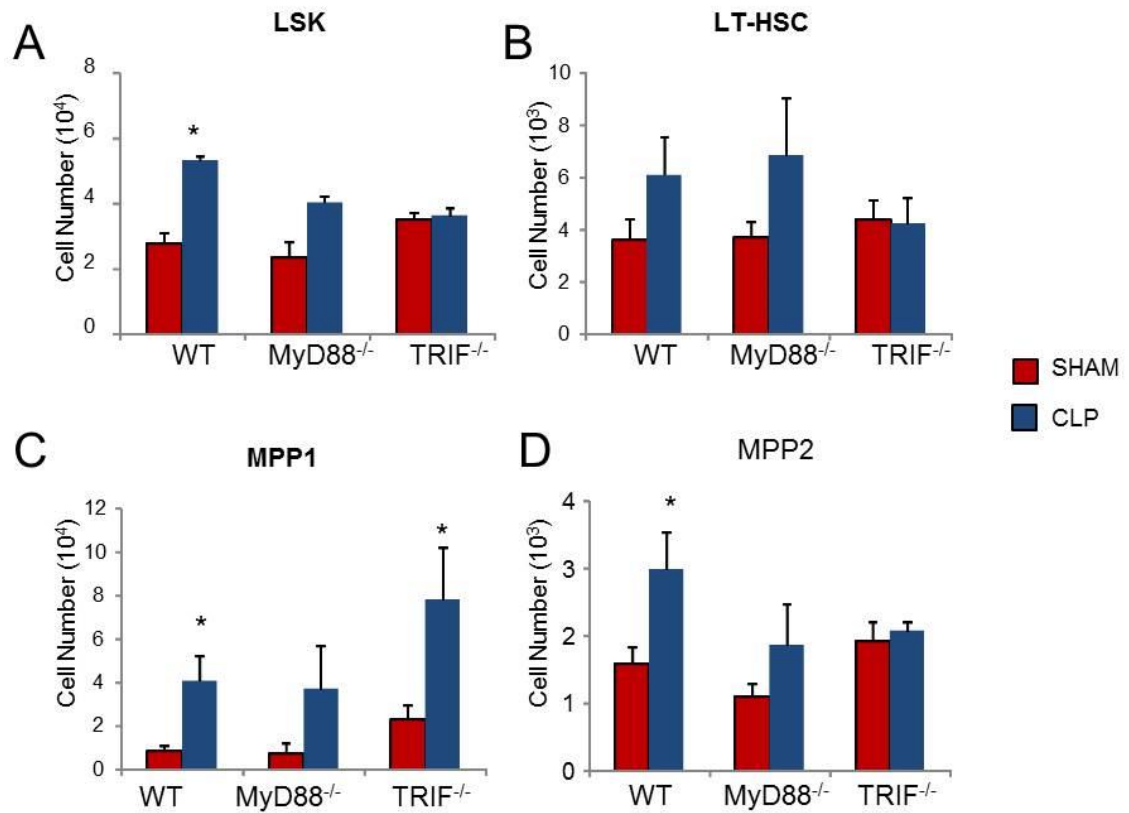 A
LSK
Cell Number (10⁴)
8
6
4
2
0
*
WT
MyD88⁻/⁻
TRIF⁻/⁻
B
LT-HSC
Cell Number (10³)
10
8
6
4
2
0
WT
MyD88⁻/⁻
TRIF⁻/⁻
SHAM
CLP
C
MPP1
Cell Number (10⁴)
12
10
8
6
4
2
0
*
*
WT
MyD88⁻/⁻
TRIF⁻/⁻
D
MPP2
Cell Number (10³)
4
3
2
1
0
*
WT
MyD88⁻/⁻
TRIF⁻/⁻